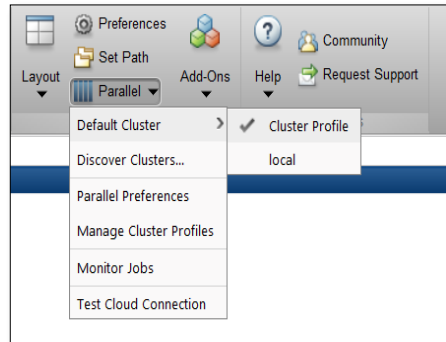 Preferences
Community
Set Path
Layout
Add-Ons
Help
Request Support
Parallel
Default Cluster
Cluster Profile
Discover Clusters...
local
Parallel Preferences
Manage Cluster Profiles
Monitor Jobs
Test Cloud Connection